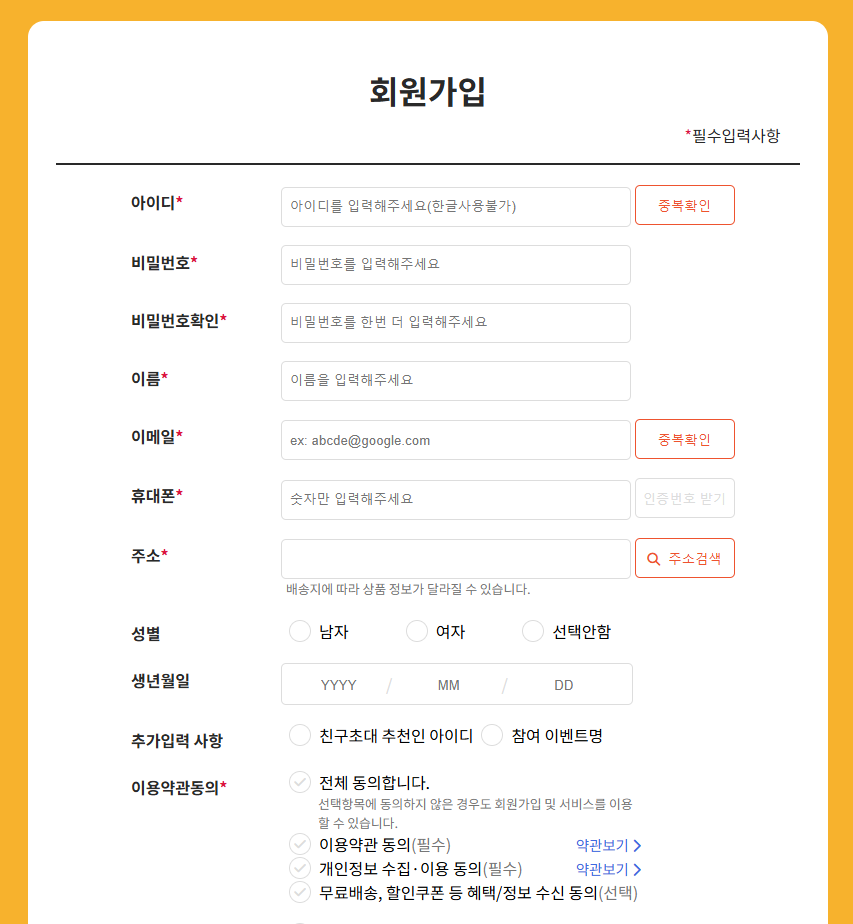 회원가입
*필수입력사항
아이디* 아이디를 입력해주세요(한글사용불가) 중복확인
비밀번호* 비밀번호를 입력해주세요
비밀번호확인* 비밀번호를 한번 더 입력해주세요
이름* 이름을 입력해주세요
이메일* ex: abcde@google.com 중복확인
휴대폰* 숫자만 입력해주세요 인증번호 받기
주소* 주소검색
배송지에 따라 상품 정보가 달라질 수 있습니다.
성별 남자 여자 선택안함
생년월일 YYYY / MM / DD
추가입력 사항 친구초대 추천인 아이디 참여 이벤트명
이용약관동의* 전체 동의합니다.
선택항목에 동의하지 않은 경우도 회원가입 및 서비스를 이용
할 수 있습니다.
이용약관 동의(필수) 약관보기 >
개인정보 수집·이용 동의(필수) 약관보기 >
무료배송, 할인쿠폰 등 혜택/정보 수신 동의(선택)